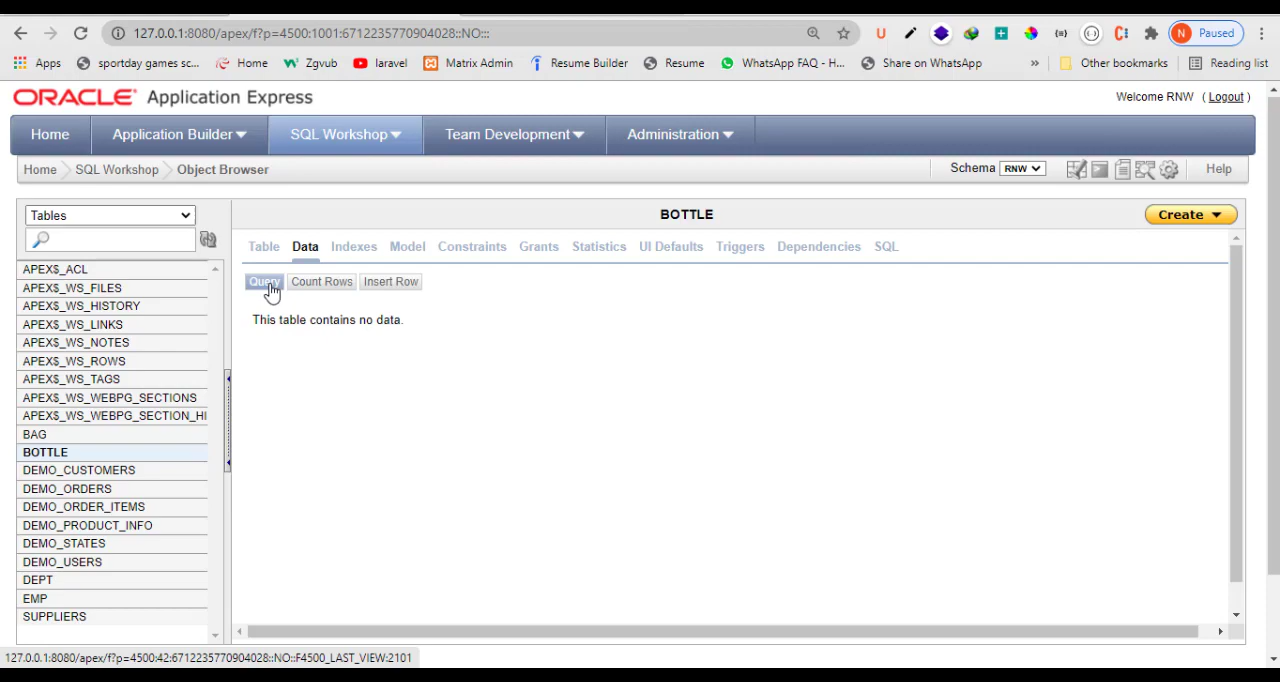 127.0.0.1:8080/apex/f?p=4500:1001:6712235770904028::NO:::
U
N
Paused
Apps
sportday games sc...
Home
Zgvub
laravel
Matrix Admin
Resume Builder
Resume
WhatsApp FAQ - H...
Share on WhatsApp
»
Other bookmarks
Reading list
ORACLE Application Express
Welcome RNW ( Logout )
Home
Application Builder
SQL Workshop
Team Development
Administration
Home
SQL Workshop
Object Browser
Schema
RNW
Help
Tables
BOTTLE
Create
Table
Data
Indexes
Model
Constraints
Grants
Statistics
UI Defaults
Triggers
Dependencies
SQL
Query
Count Rows
Insert Row
This table contains no data.
APEX$_ACL
APEX$_WS_FILES
APEX$_WS_HISTORY
APEX$_WS_LINKS
APEX$_WS_NOTES
APEX$_WS_ROWS
APEX$_WS_TAGS
APEX$_WS_WEBPG_SECTIONS
APEX$_WS_WEBPG_SECTION_HI
BAG
BOTTLE
DEMO_CUSTOMERS
DEMO_ORDERS
DEMO_ORDER_ITEMS
DEMO_PRODUCT_INFO
DEMO_STATES
DEMO_USERS
DEPT
EMP
SUPPLIERS
127.0.0.1:8080/apex/f?p=4500:42:6712235770904028::NO::F4500_LAST_VIEW:2101